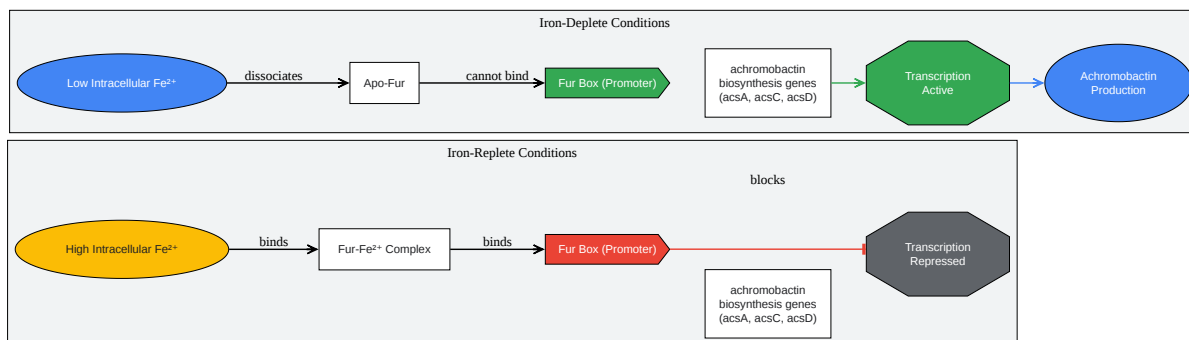 Iron-Deplete Conditions
Low Intracellular Fe²⁺
dissociates
Apo-Fur
cannot bind
Fur Box (Promoter)
achromobactin
biosynthesis genes
(acsA, acsC, acsD)
Transcription
Active
Achromobactin
Production
Iron-Replete Conditions
blocks
High Intracellular Fe²⁺
binds
Fur-Fe²⁺ Complex
binds
Fur Box (Promoter)
Transcription
Repressed
achromobactin
biosynthesis genes
(acsA, acsC, acsD)